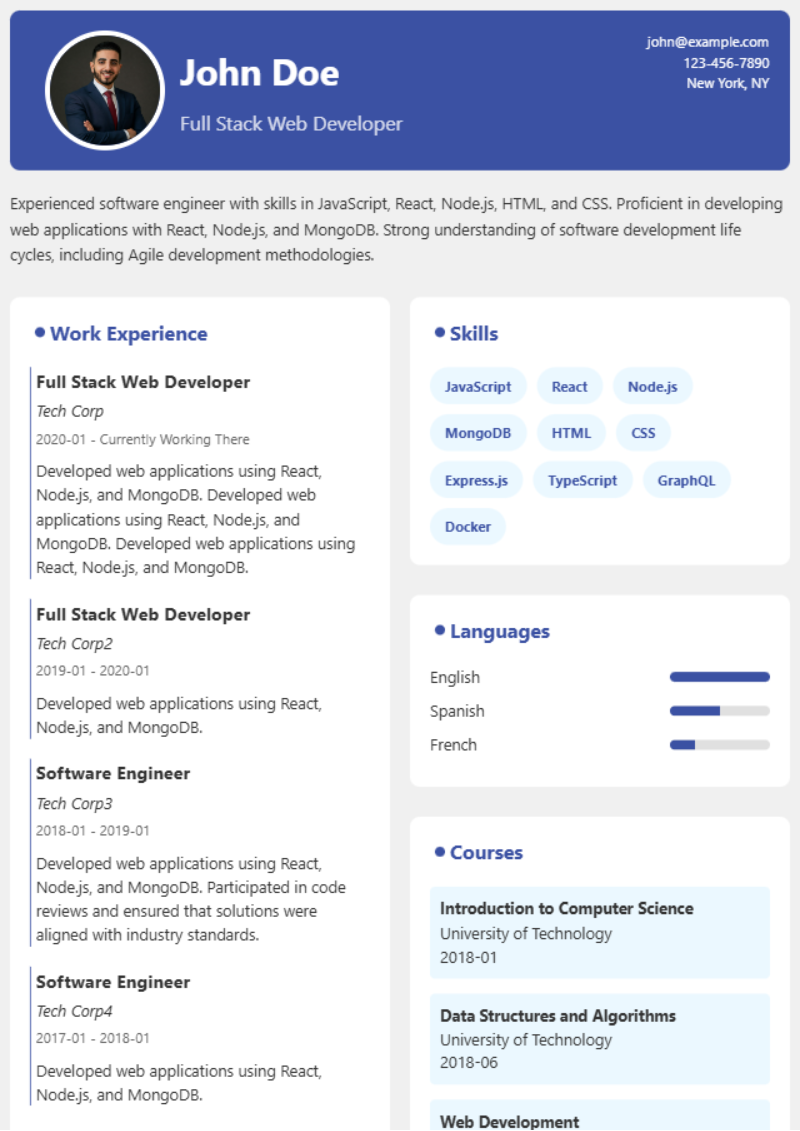 John Doe
Full Stack Web Developer
john@example.com
123-456-7890
New York, NY
Experienced software engineer with skills in JavaScript, React, Node.js, HTML, and CSS. Proficient in developing
web applications with React, Node.js, and MongoDB. Strong understanding of software development life
cycles, including Agile development methodologies.
Work Experience
Full Stack Web Developer
Tech Corp
2020-01 - Currently Working There
Developed web applications using React,
Node.js, and MongoDB. Developed web
applications using React, Node.js, and
MongoDB. Developed web applications using
React, Node.js, and MongoDB.
Full Stack Web Developer
Tech Corp2
2019-01 - 2020-01
Developed web applications using React,
Node.js, and MongoDB.
Software Engineer
Tech Corp3
2018-01 - 2019-01
Developed web applications using React,
Node.js, and MongoDB. Participated in code
reviews and ensured that solutions were
aligned with industry standards.
Software Engineer
Tech Corp4
2017-01 - 2018-01
Developed web applications using React,
Node.js, and MongoDB.
Skills
JavaScript React Node.js
MongoDB HTML CSS
Express.js TypeScript GraphQL
Docker
Languages
English
Spanish
French
Courses
Introduction to Computer Science
University of Technology
2018-01
Data Structures and Algorithms
University of Technology
2018-06
Web Development